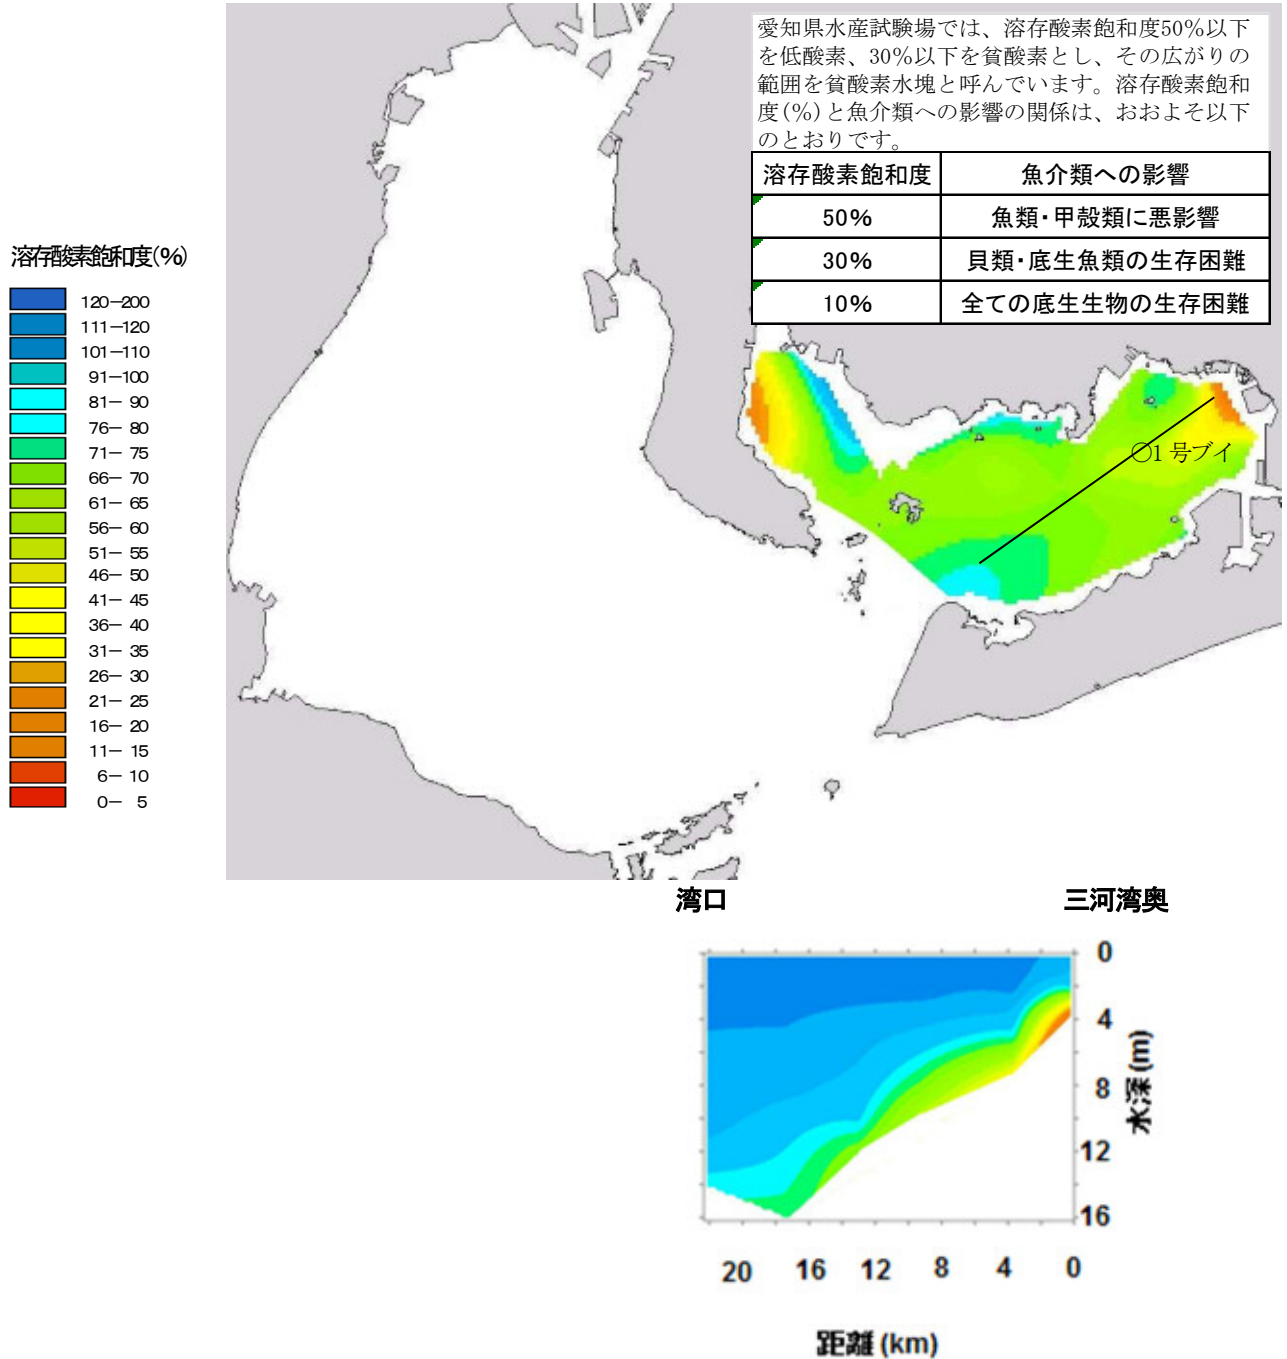 愛知県水産試験場では、溶存酸素飽和度50%以下
を低酸素、30%以下を貧酸素とし、その広がりの
範囲を貧酸素水塊と呼んでいます。溶存酸素飽和
度(%)と魚介類への影響の関係は、おおよそ以下
のとおりです。
溶存酸素飽和度 魚介類への影響
50% 魚類・甲殻類に悪影響
30% 貝類・底生魚類の生存困難
10% 全ての底生生物の生存困難
溶存酸素飽和度(%)
120-200
111-120
101-110
91-100
81- 90
76- 80
71- 75
66- 70
61- 65
56- 60
51- 55
46- 50
41- 45
36- 40
31- 35
26- 30
21- 25
16- 20
11- 15
6- 10
0- 5
○1号ブイ
湾口 三河湾奥
0
4
8
12
16
水深(m)
20 16 12 8 4 0
距離(km)